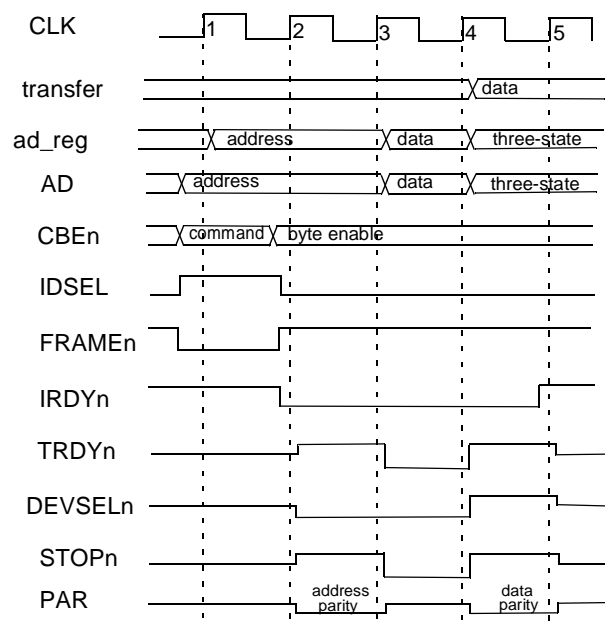 CLK 1 2 3 4 5
transfer data
ad_reg address data three-state
AD address data three-state
CBEn command byte enable
IDSEL
FRAMEn
IRDYn
TRDYn
DEVSELn
STOPn
PAR address parity data parity